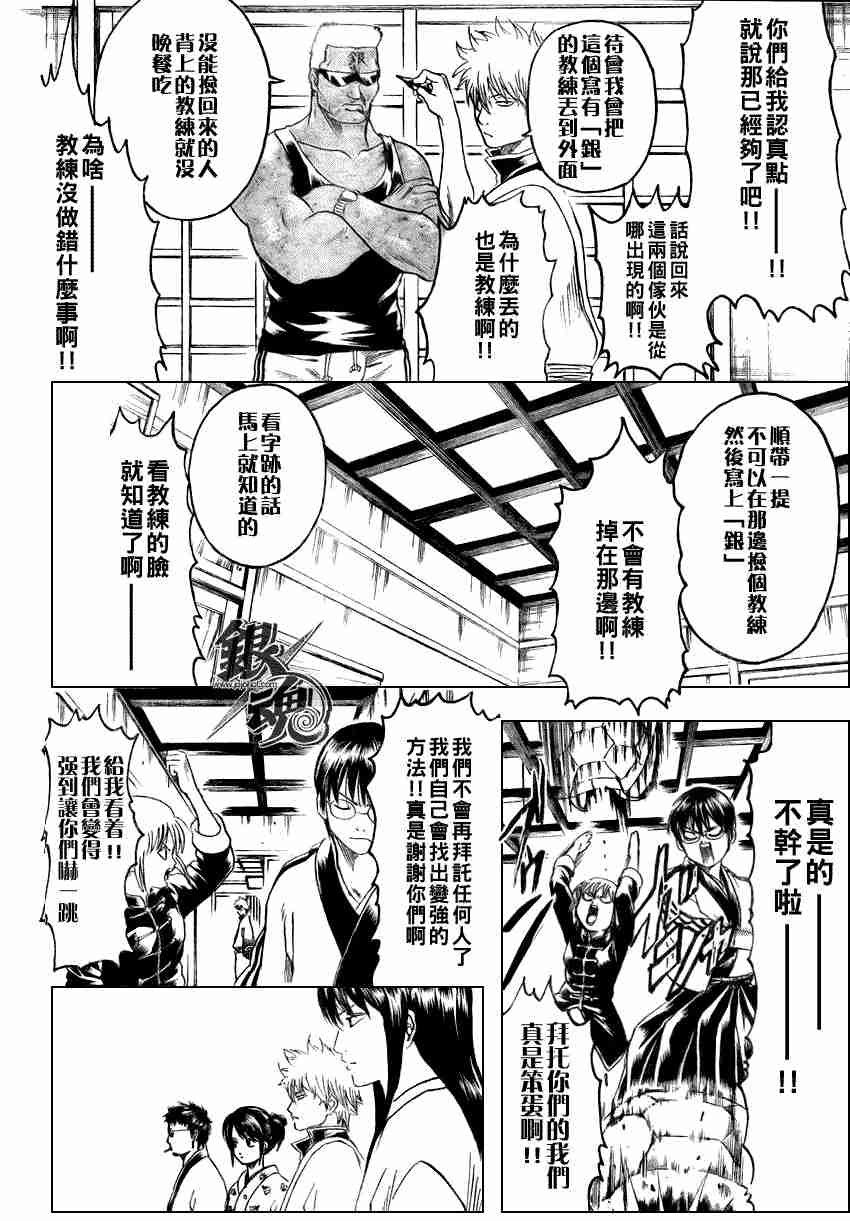 你們給我認真點——!!
就說那已經夠了吧!!
待會我會把
這個寫有「銀」
的教練丟到外面
話說回來
這兩個傢伙是從
哪出現的啊!!
為什麼丟的
也是教練啊!!
沒能撿回來的人
背上的教練就沒
晚餐吃
為啥——
教練沒做錯什麼事啊!!
順帶一提
不可以在那邊撿個教練
然後寫上「銀」
不會有教練
掉在那邊啊!!
看字跡的話
馬上就知道的
看教練的臉
就知道了啊——
銀魂
真是的——
不幹了啦——!!
拜托你們的我們
真是笨蛋啊!!
我們不會再拜託任何人了
我們自己會找出變強的
方法!!真是謝謝你們啊
給我看着!!
我們會變得
强到讓你們嚇一跳